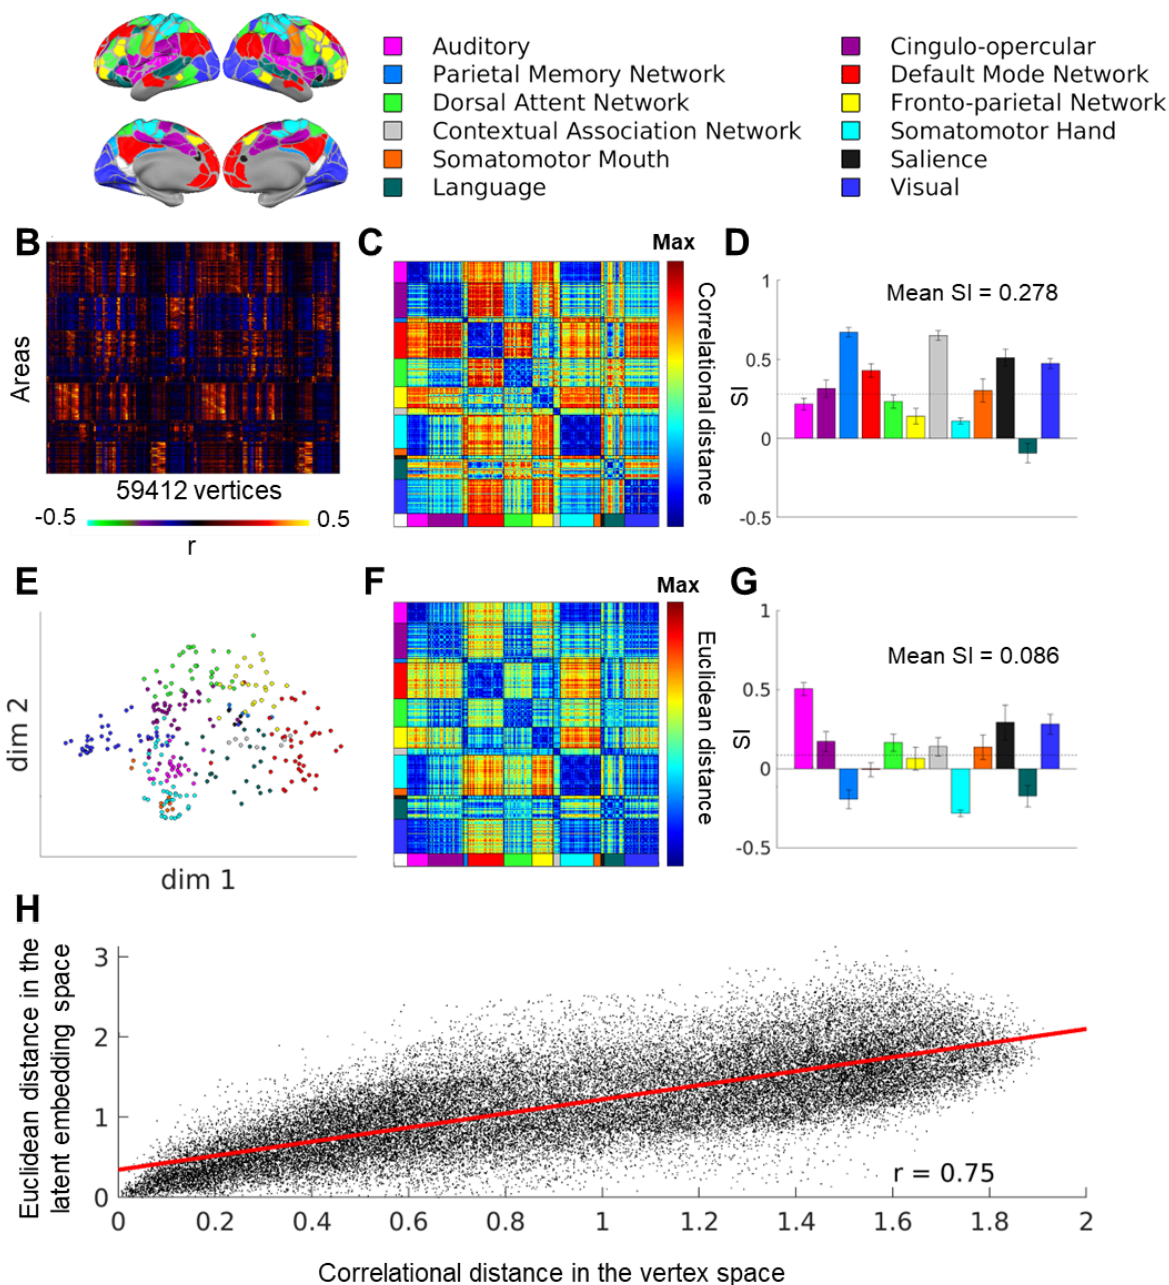 Auditory
Parietal Memory Network
Dorsal Attent Network
Contextual Association Network
Somatomotor Mouth
Language
Cingulo-opercular
Default Mode Network
Fronto-parietal Network
Somatomotor Hand
Salience
Visual
B
Areas
59412 vertices
-0.5
0.5
r
C
Max
Correlational distance
D
Mean SI = 0.278
SI
1
0.5
0
-0.5
E
dim 2
dim 1
F
Max
Euclidean distance
G
Mean SI = 0.086
SI
1
0.5
0
-0.5
H
Euclidean distance in the
latent embedding space
3
2
1
0
r = 0.75
0
0.2
0.4
0.6
0.8
1
1.2
1.4
1.6
1.8
2
Correlational distance in the vertex space